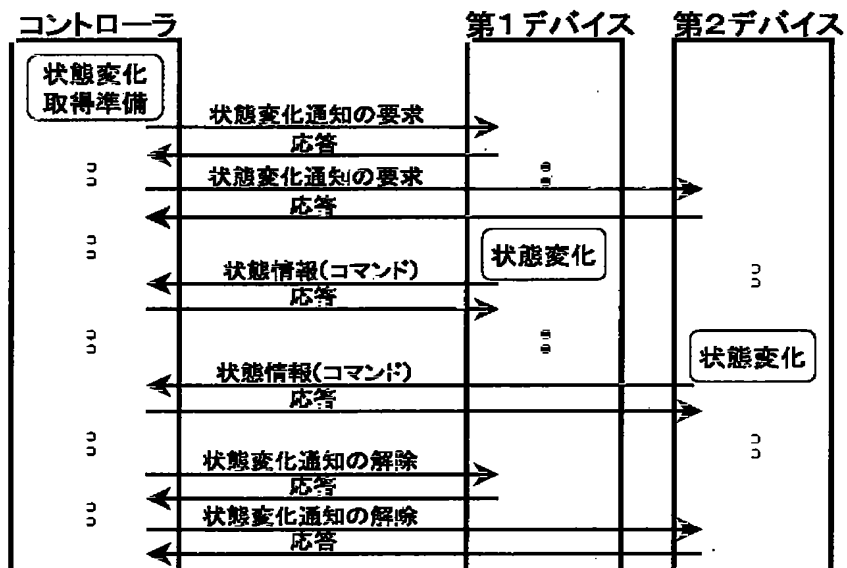 コントローラ
第1デバイス
第2デバイス
状態変化
取得準備
状態変化通知の要求
応答
状態変化通知の要求
応答
状態変化
状態情報(コマンド)
応答
状態変化
状態情報(コマンド)
応答
状態変化通知の解除
応答
状態変化通知の解除
応答